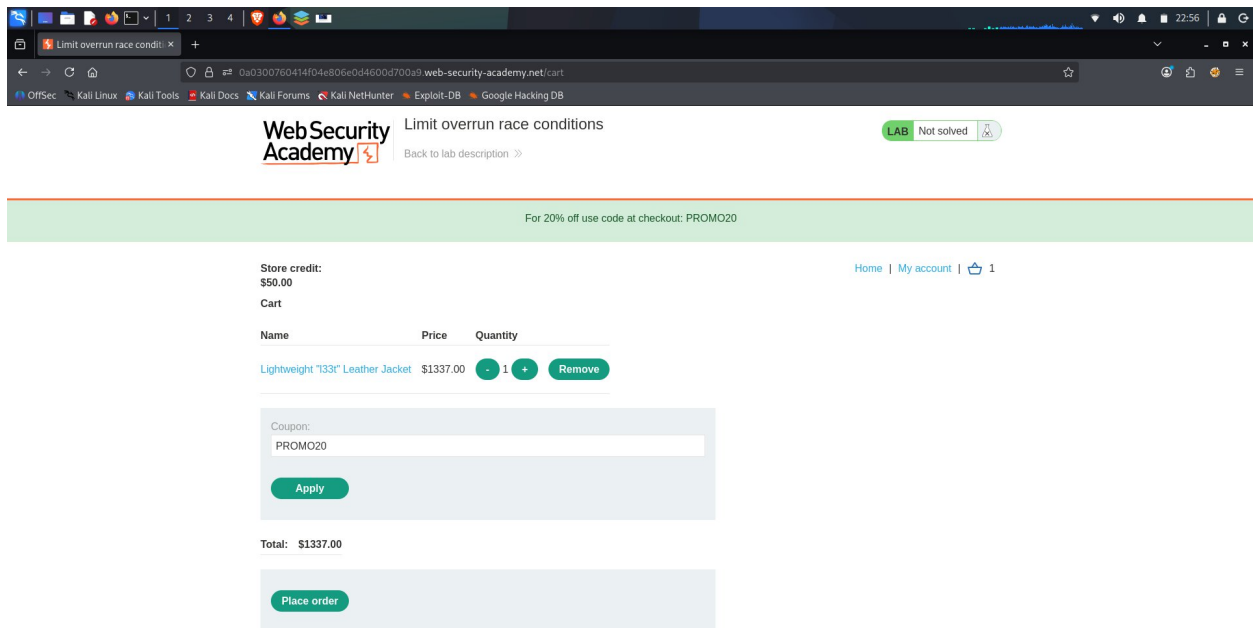 1 2 3 4 22:56
Limit overrun race conditi
0a0300760414f04e806e0d4600d700a9.web-security-academy.net/cart
OffSec Kali Linux Kali Tools Kali Docs Kali Forums Kali NetHunter Exploit-DB Google Hacking DB
WebSecurity Academy
Limit overrun race conditions
Back to lab description
LAB Not solved
For 20% off use code at checkout: PROMO20
Store credit:
$50.00
Home | My account | 1
Cart
Name Price Quantity
Lightweight "l33t" Leather Jacket $1337.00 - 1 + Remove
Coupon:
PROMO20
Apply
Total: $1337.00
Place order